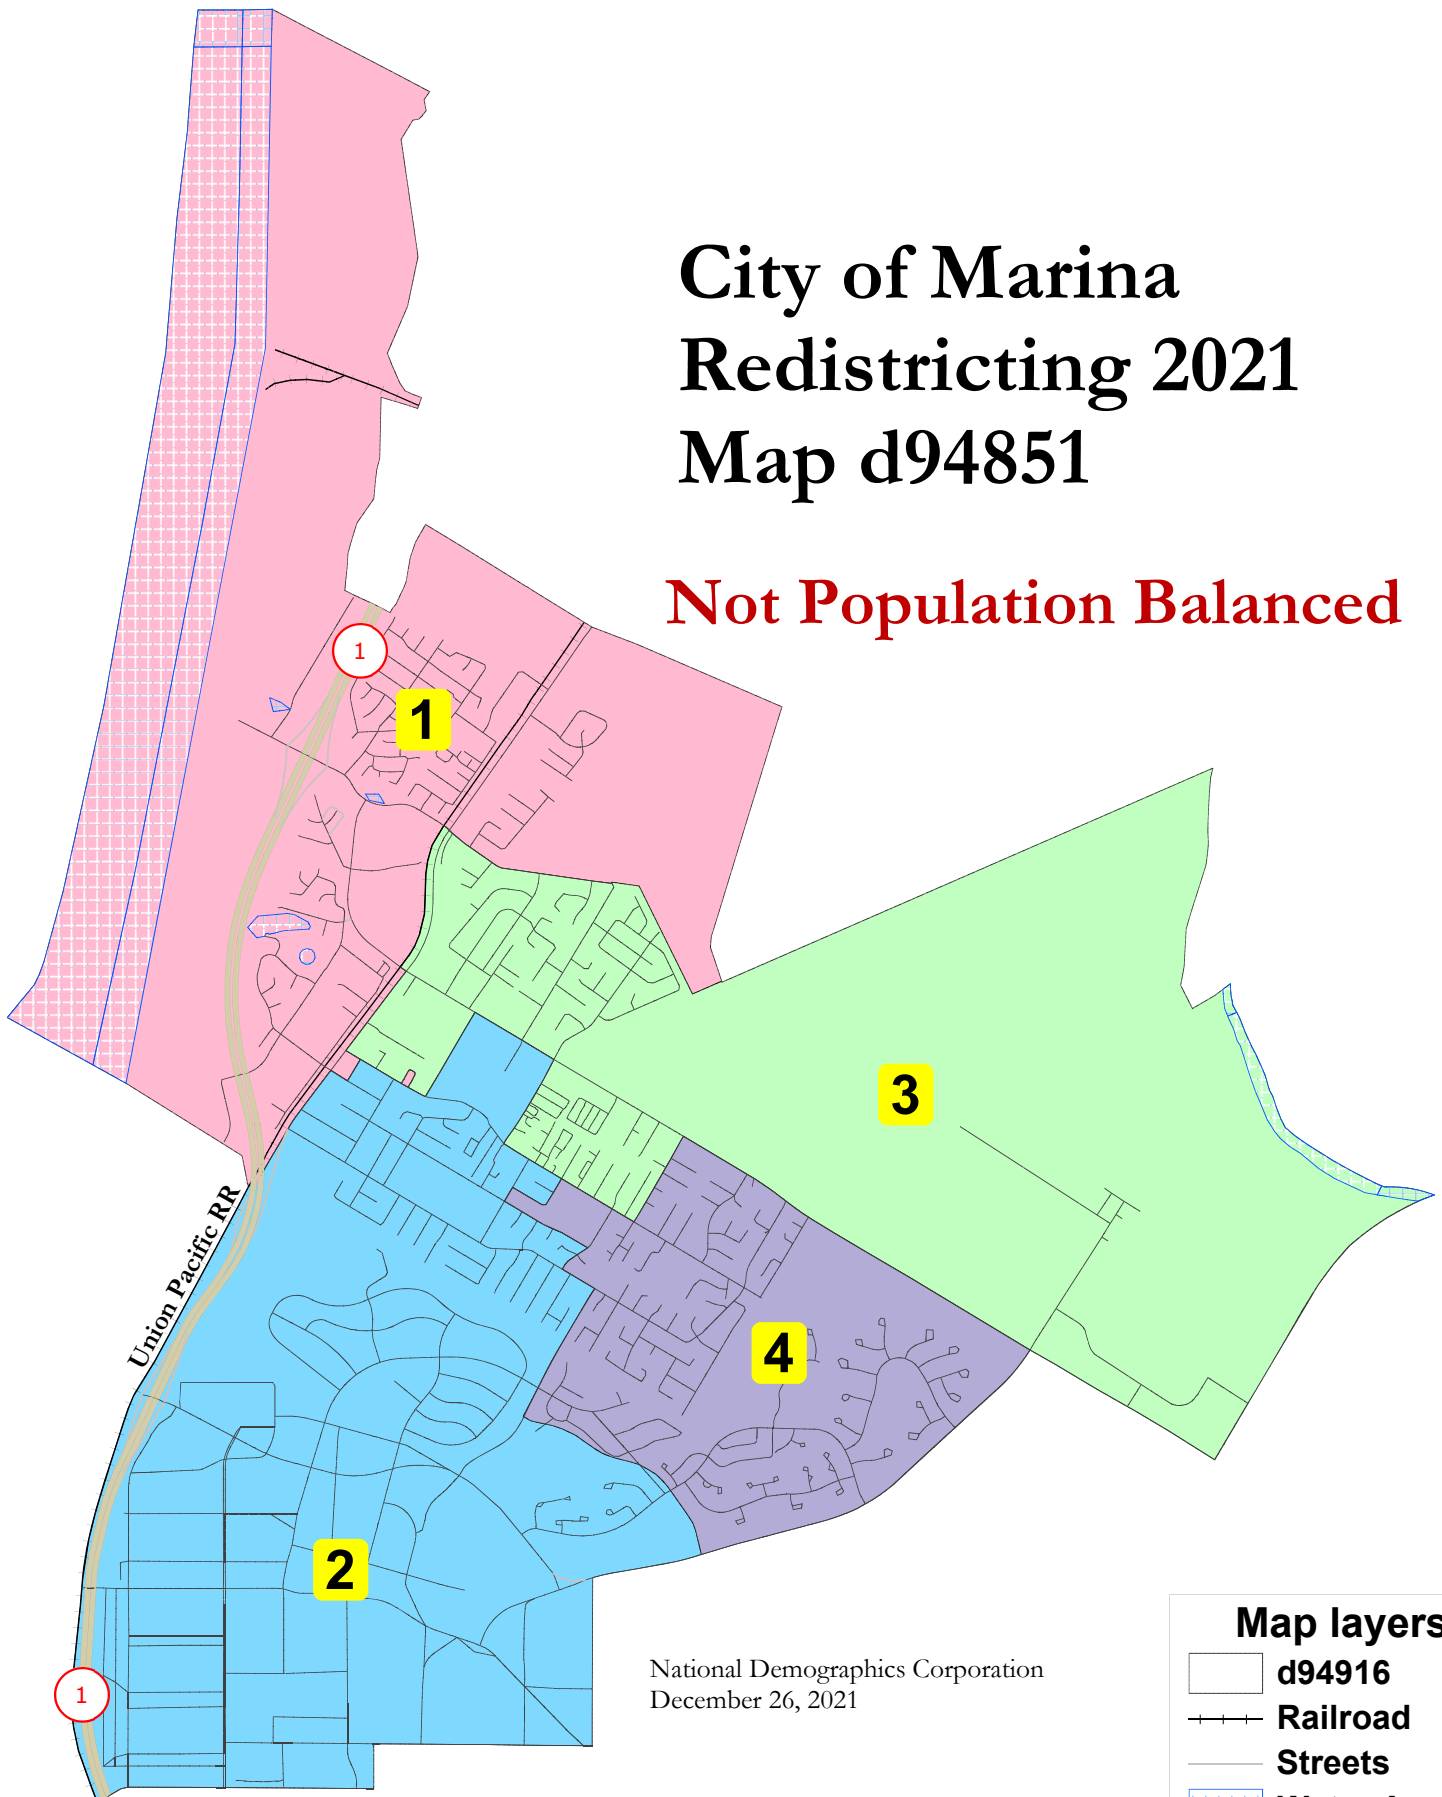 City of Marina
Redistricting 2021
Map d94851
Not Population Balanced
1
1
3
Union Pacific RR
4
2
1
National Demographics Corporation
December 26, 2021
Map layers
d94916
Railroad
Streets